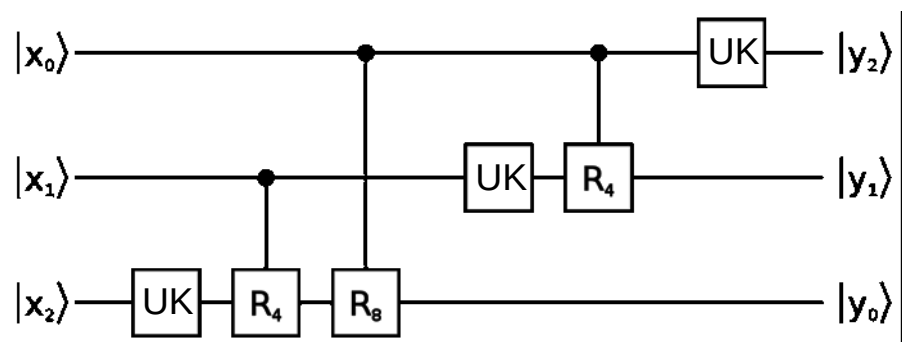 |x₀⟩ UK |y₂⟩
|x₁⟩ UK R₄ |y₁⟩
|x₂⟩ UK R₄ R₈ |y₀⟩